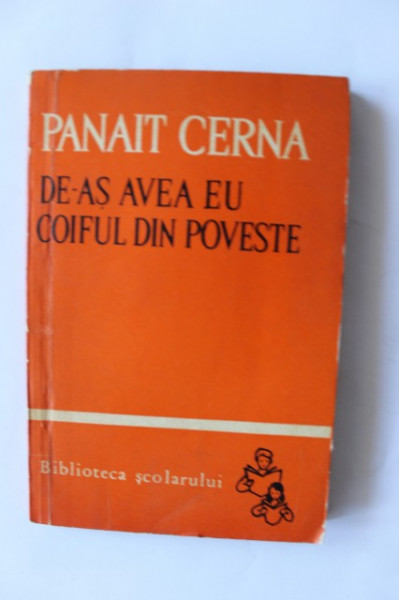 PANAIT CERNA
DE-AȘ AVEA EU
COIFUL DIN POVESTE
Biblioteca școlarului